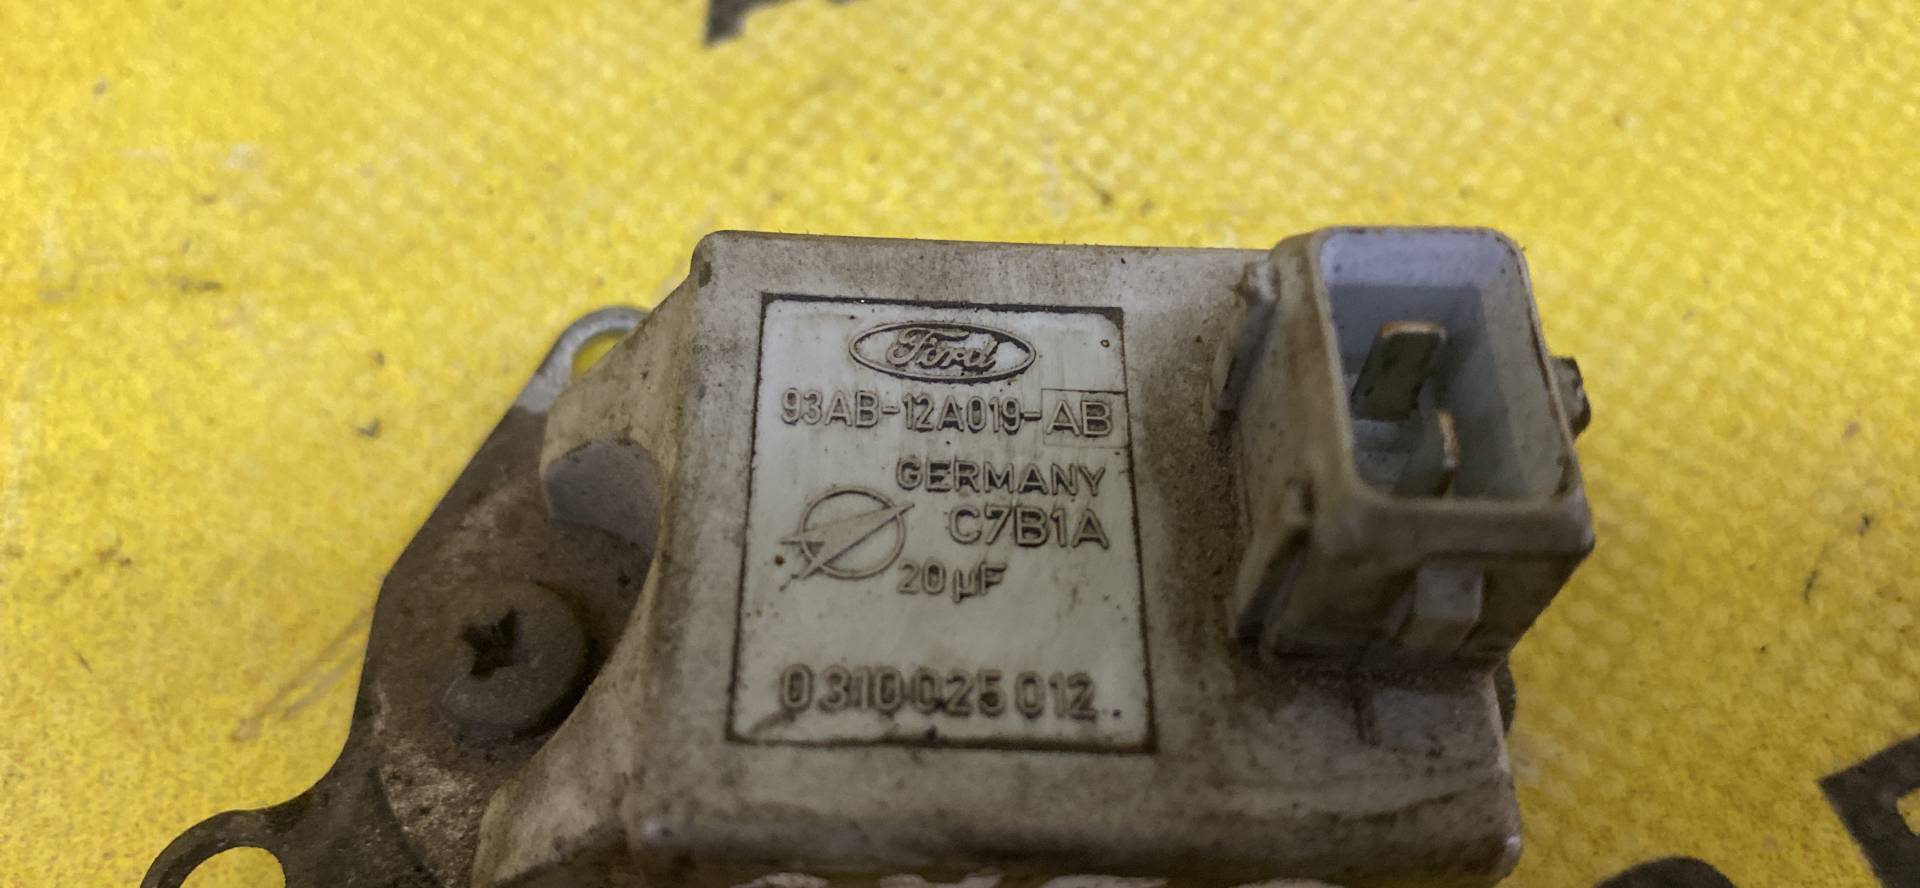 Ford
93AB-12A019-AB
GERMANY
C7B1A
20 µF
0310025012